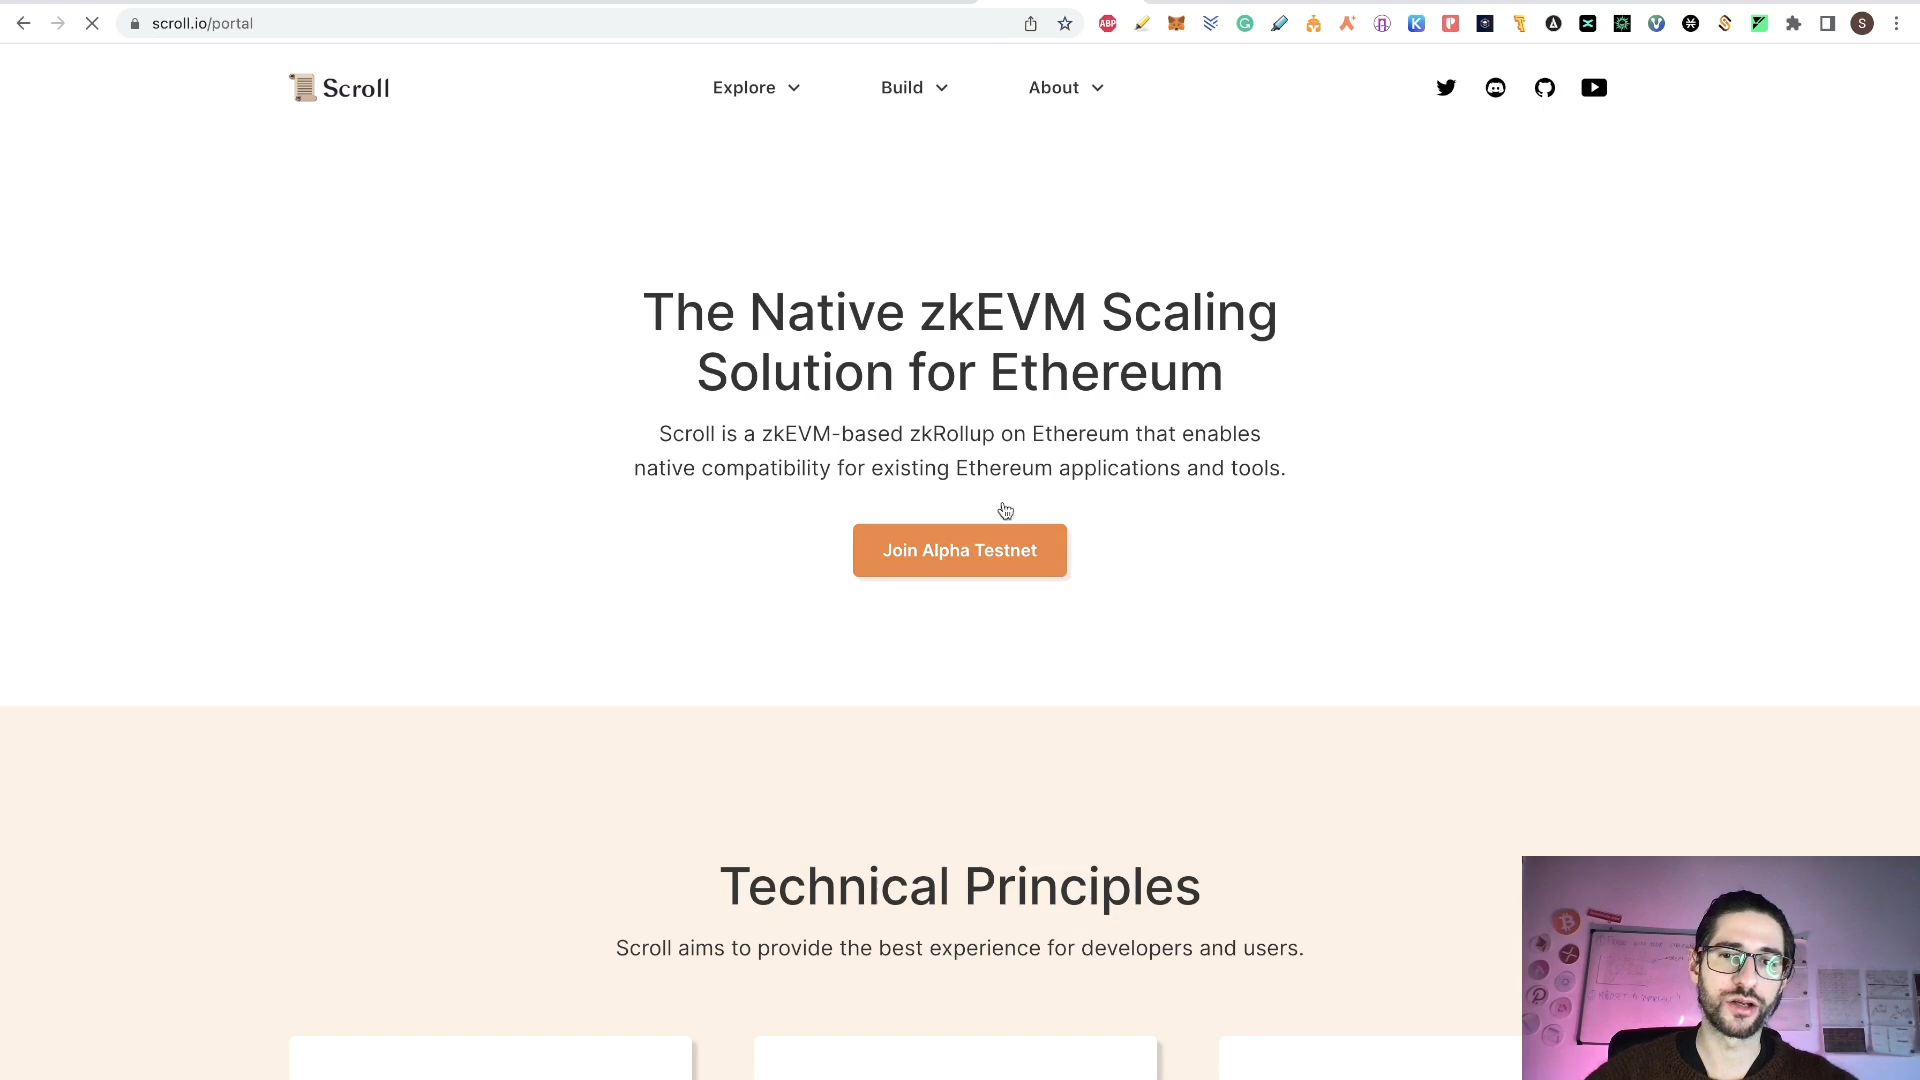 scroll.io/portal
ABP
S
Scroll
Explore
Build
About
The Native zkEVM Scaling
Solution for Ethereum
Scroll is a zkEVM-based zkRollup on Ethereum that enables
native compatibility for existing Ethereum applications and tools.
Join Alpha Testnet
Technical Principles
Scroll aims to provide the best experience for developers and users.